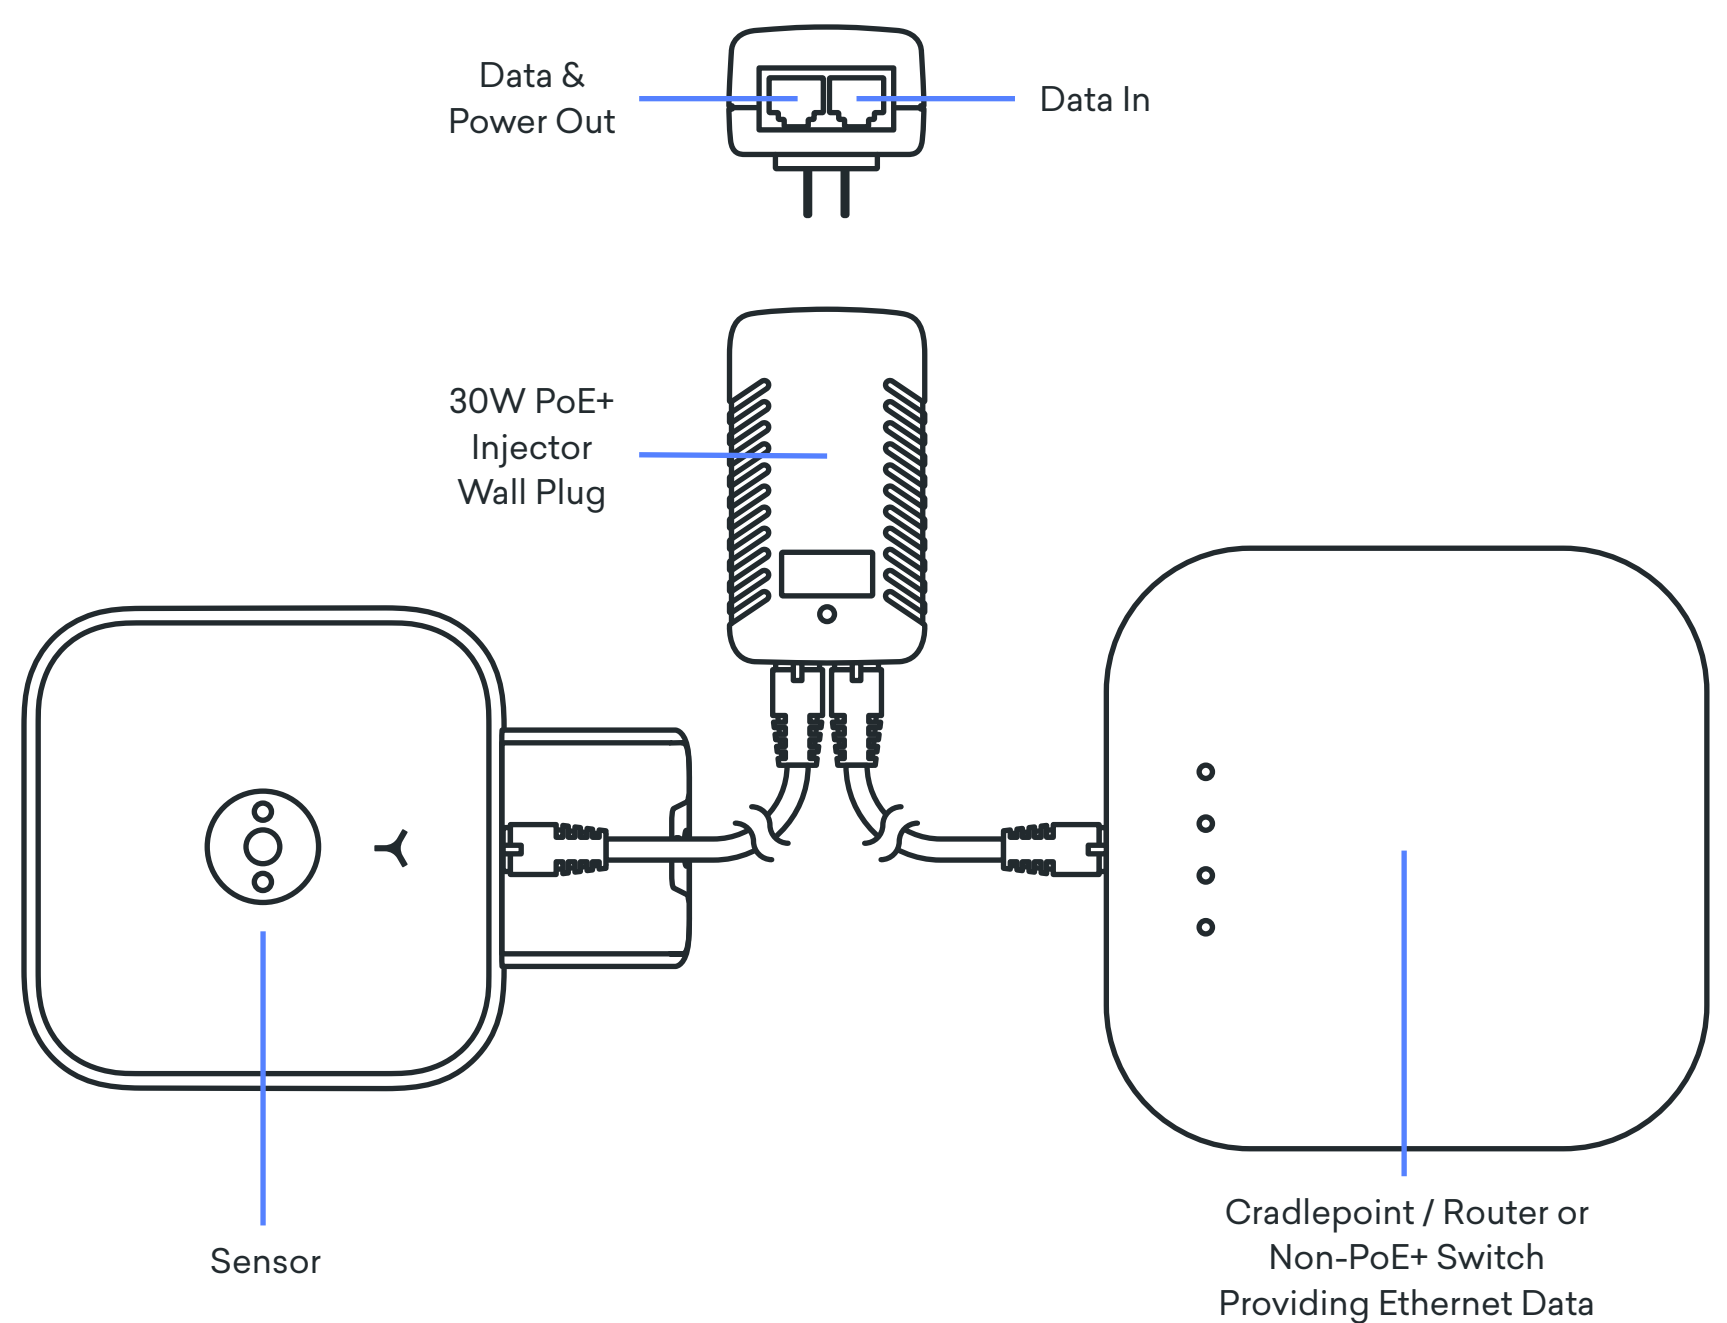 Data &
Power Out
Data In
30W PoE+
Injector
Wall Plug
Sensor
Cradlepoint / Router or
Non-PoE+ Switch
Providing Ethernet Data